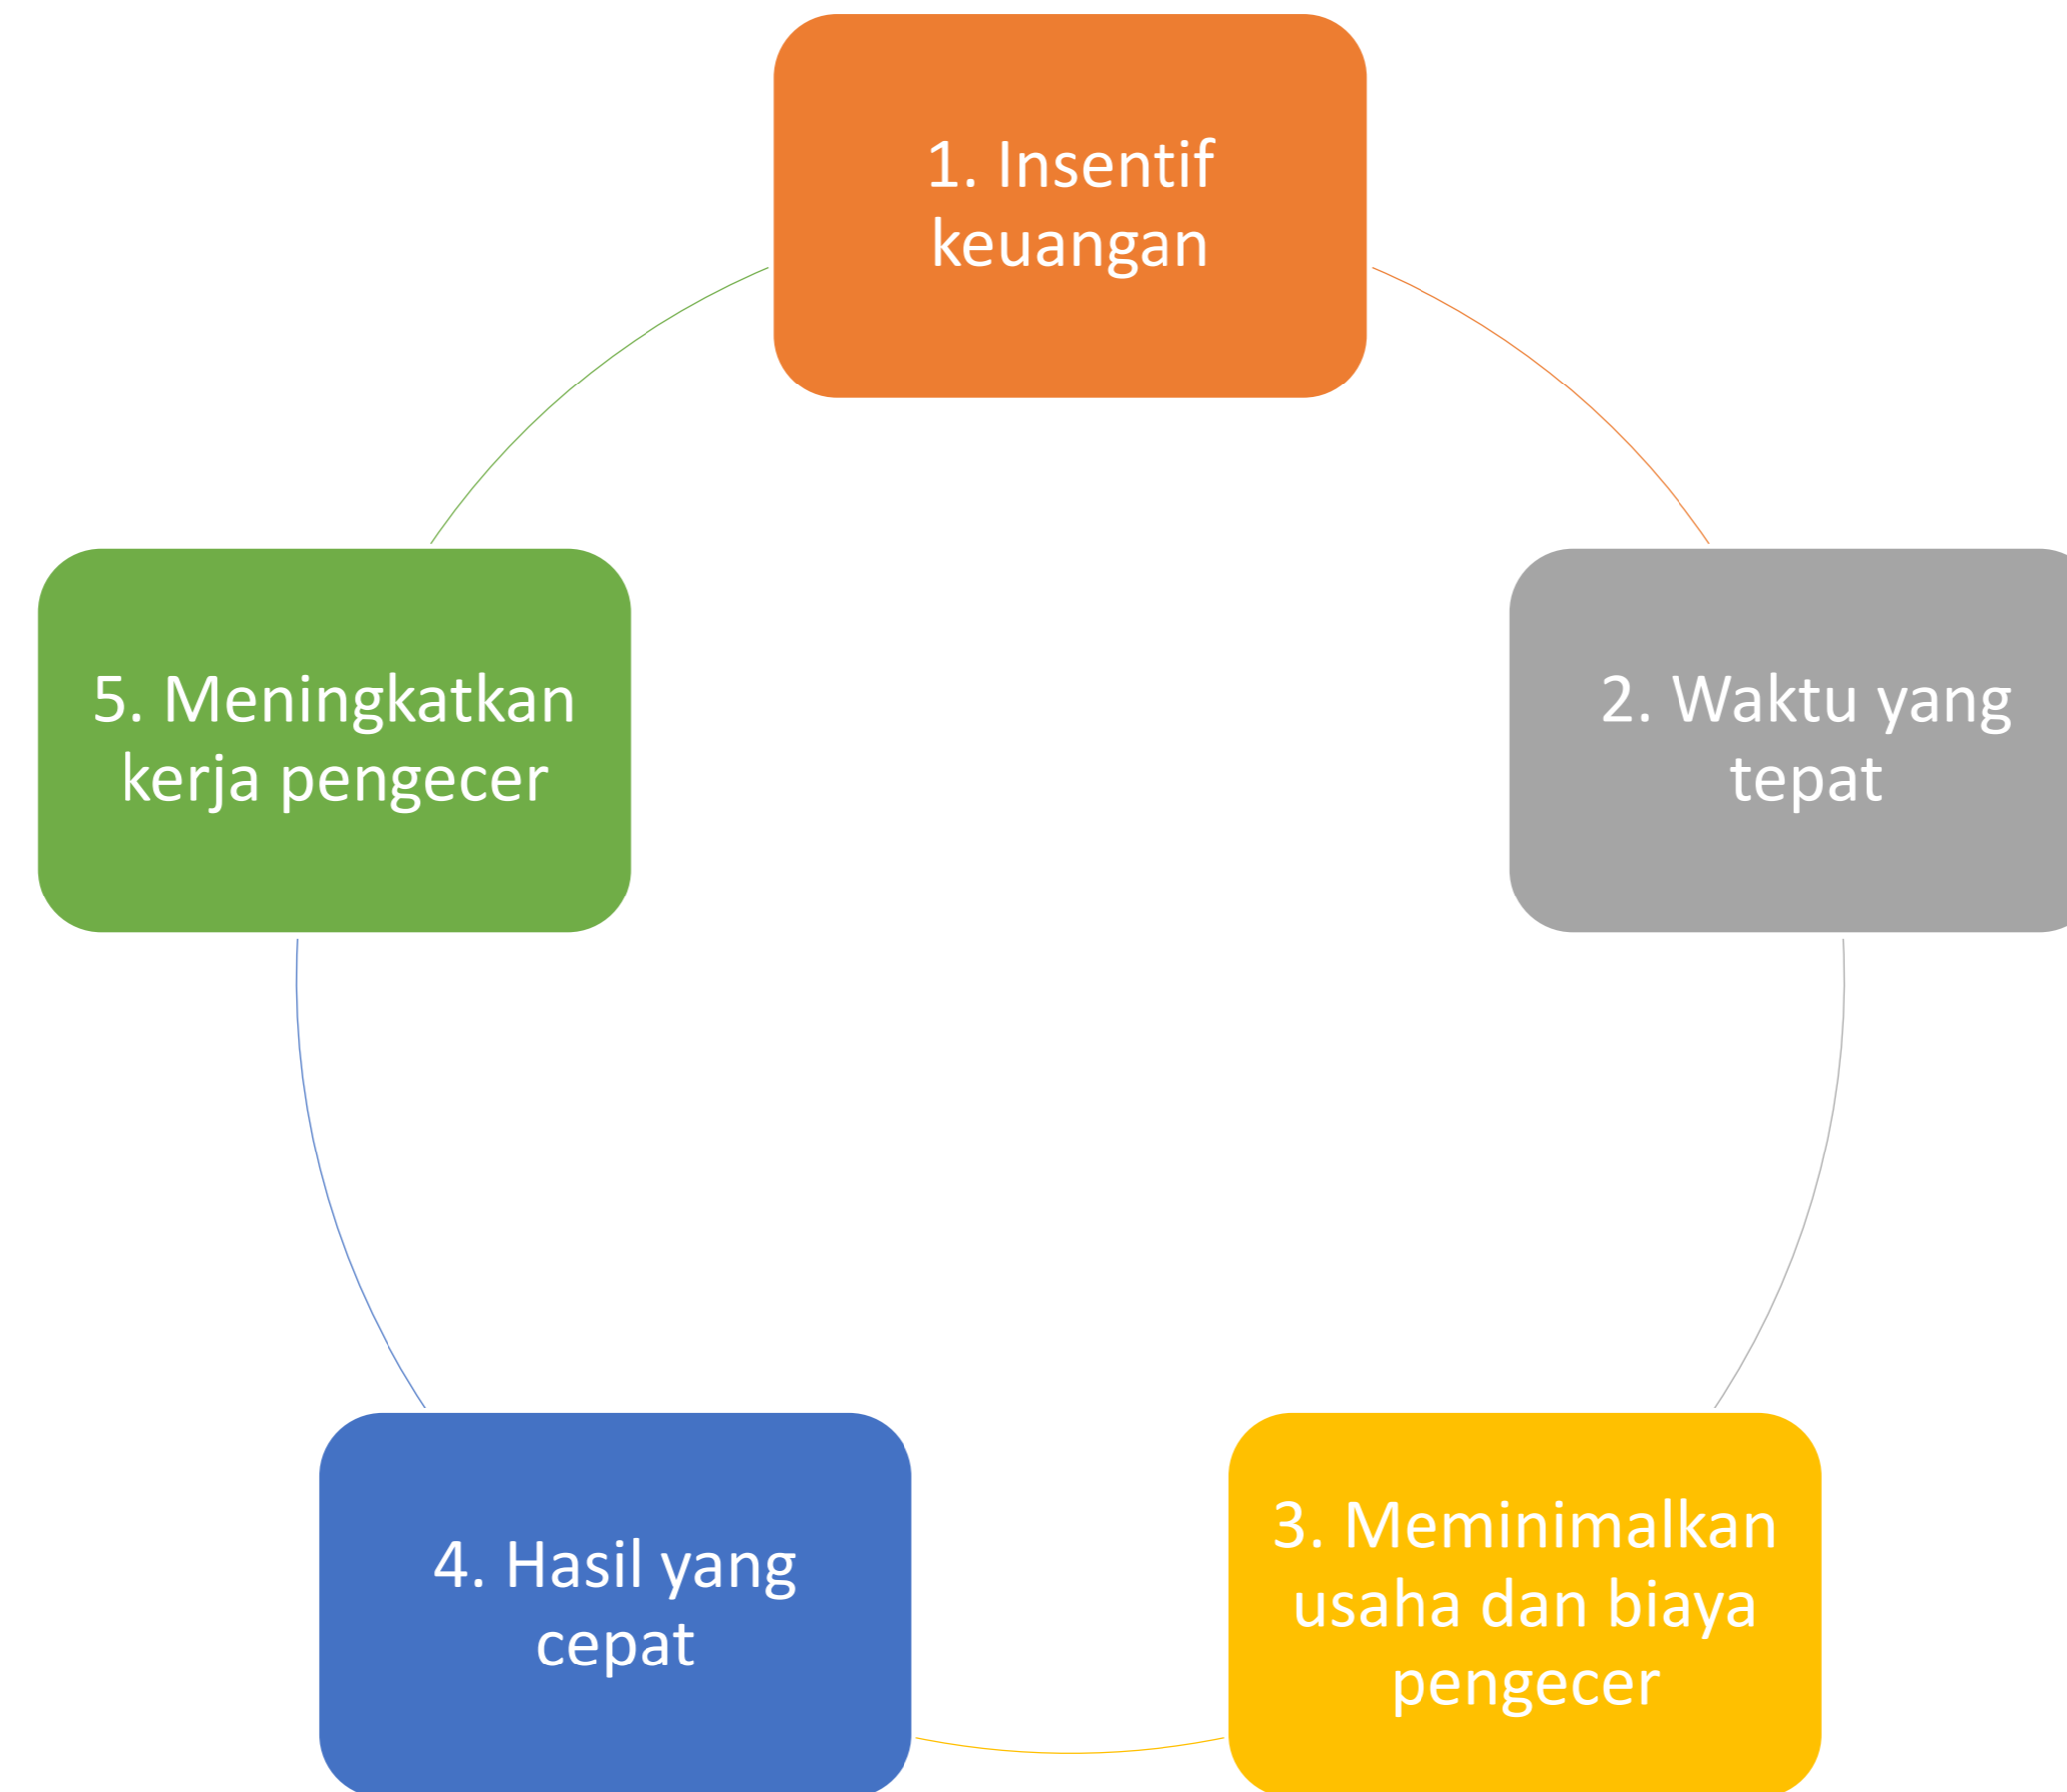 1. Insentif
keuangan
2. Waktu yang
tepat
3. Meminimalkan
usaha dan biaya
pengecer
4. Hasil yang
cepat
5. Meningkatkan
kerja pengecer